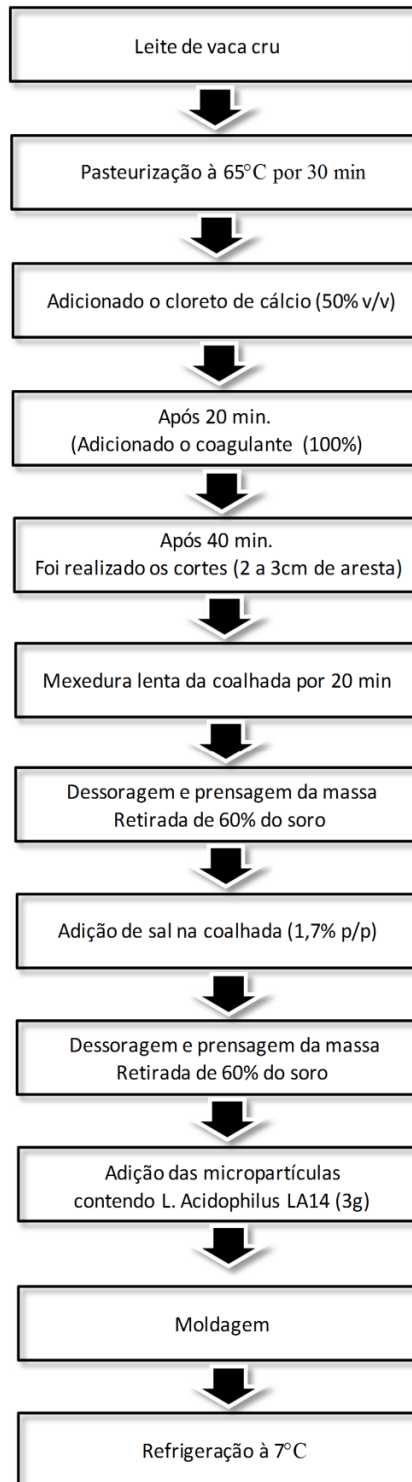 Leite de vaca cru
Pasteurização à 65°C por 30 min
Adicionado o cloreto de cálcio (50% v/v)
Após 20 min.
(Adicionado o coagulante (100%)
Após 40 min.
Foi realizado os cortes (2 a 3cm de aresta)
Mexedura lenta da coalhada por 20 min
Dessoragem e prensagem da massa
Retirada de 60% do soro
Adição de sal na coalhada (1,7% p/p)
Dessoragem e prensagem da massa
Retirada de 60% do soro
Adição das micropartículas
contendo L. Acidophilus LA14 (3g)
Moldagem
Refrigeração à 7°C